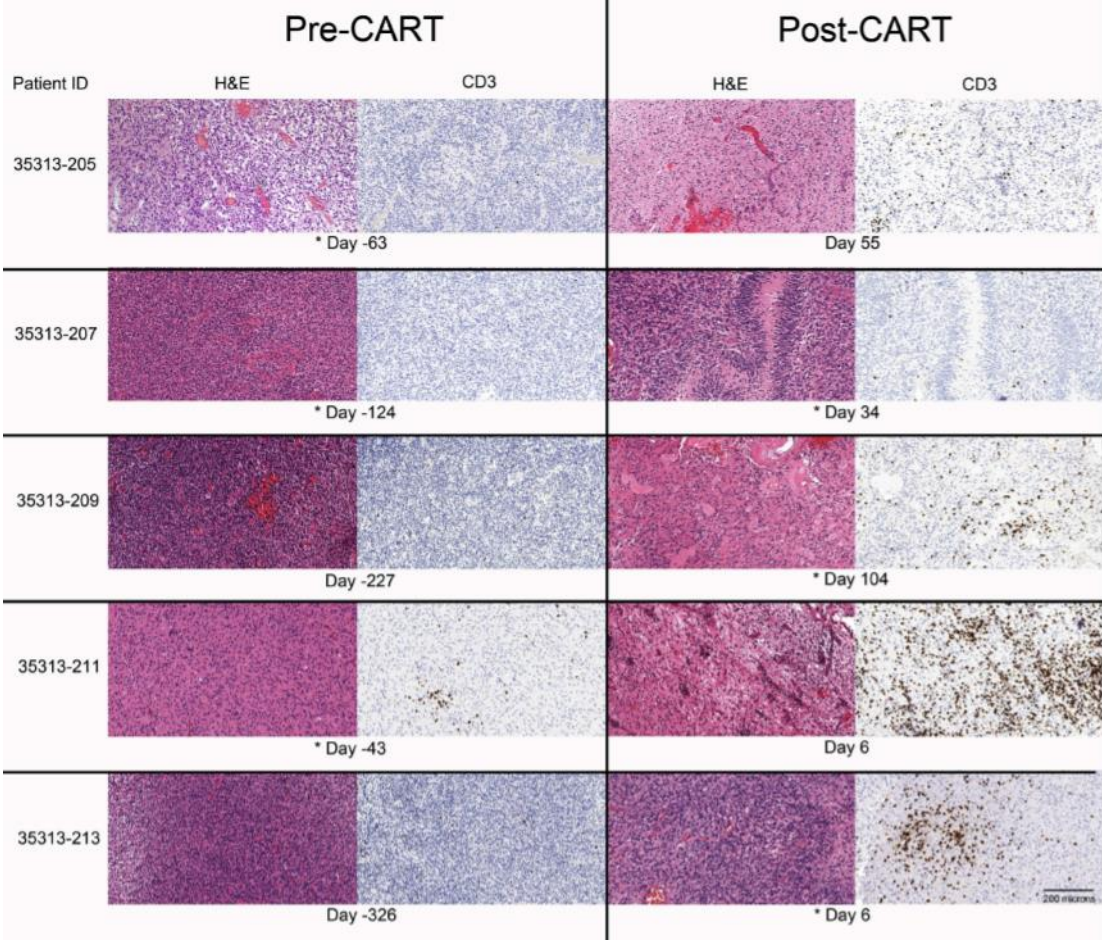 Pre-CART Post-CART
Patient ID H&E CD3 H&E CD3
35313-205
* Day -63 Day 55
35313-207
* Day -124 * Day 34
35313-209
Day -227 * Day 104
35313-211
* Day -43 Day 6
35313-213
200 microns
Day -326 * Day 6